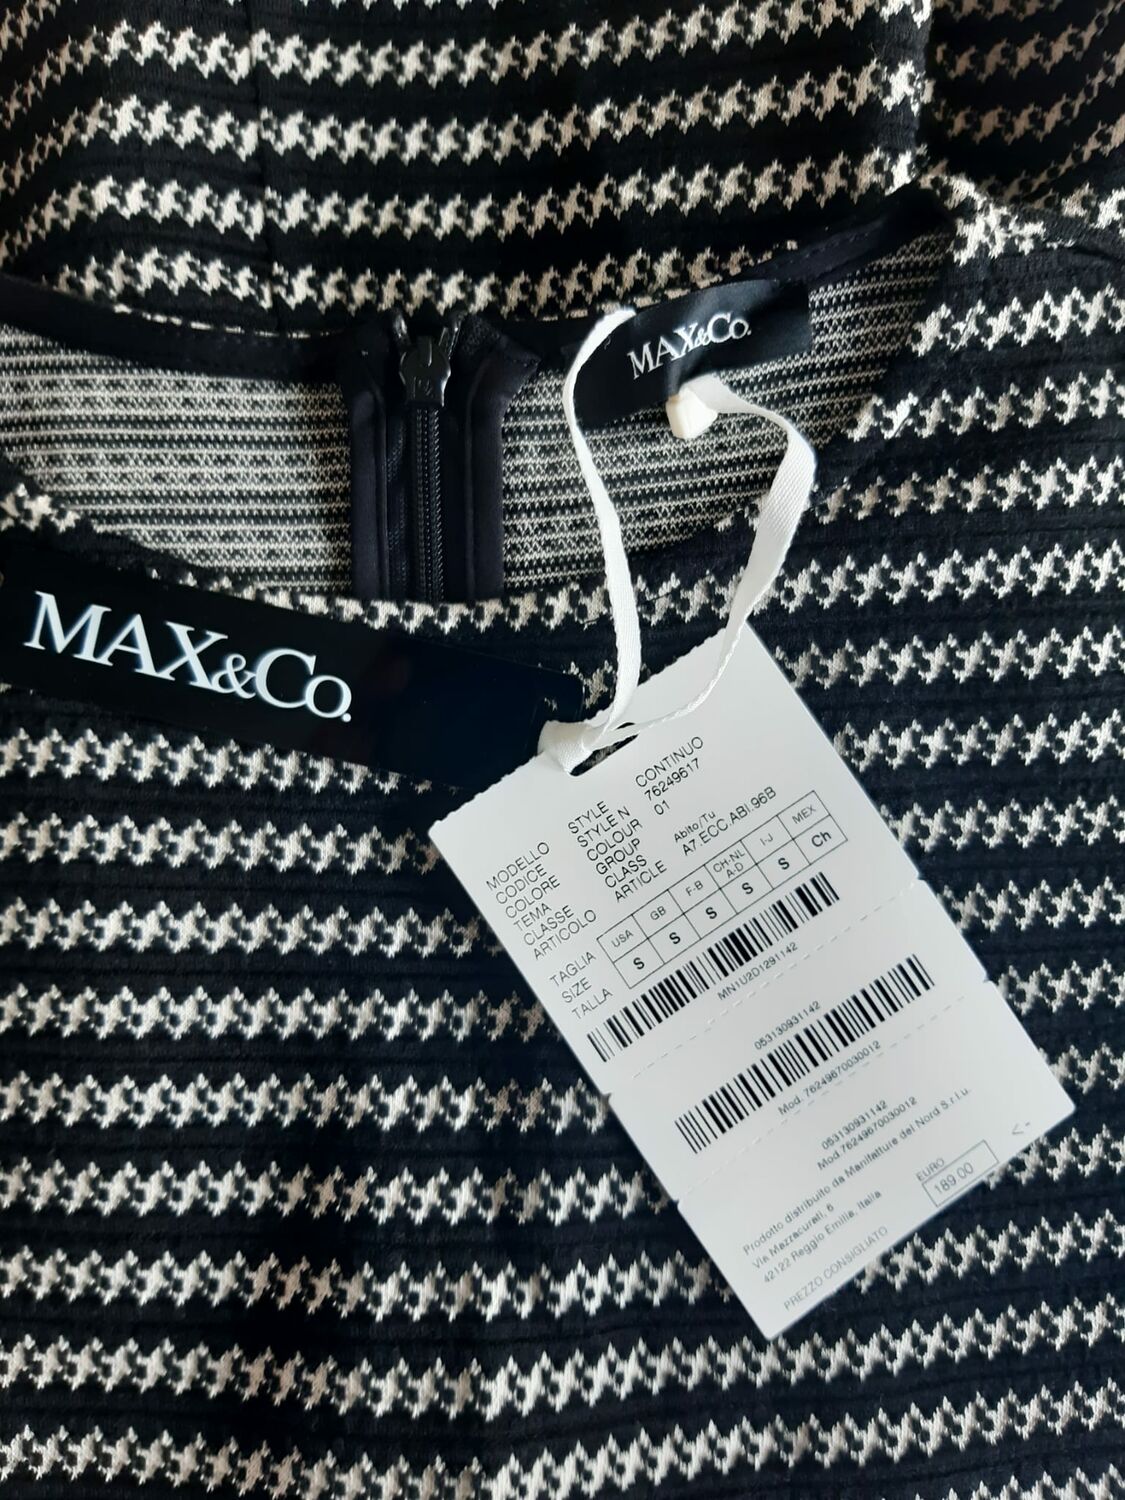 MAX&Co.
MAX&Co.
MODELLO STYLE CONTINUO
CODICE STYLE N 76249617
COLORE COLOUR 01
TEMA GROUP
CLASSE CLASS Abito/Tu
ARTICOLO ARTICLE A7.ECC.ABI.96B
TAGLIA USA GB F-B CH-NL A-D I-J MEX
SIZE S S S S S Ch
TALLA
MN1U2D1291142
053130931142
Mod. 76249670030012
053130931142
Mod.76249670030012
Prodotto distribuito da Manifatture del Nord S.r.l.u.
Via Mazzacurati, 6
42122 Reggio Emilia, Italia
<-
EURO
189.00
PREZZO CONSIGLIATO